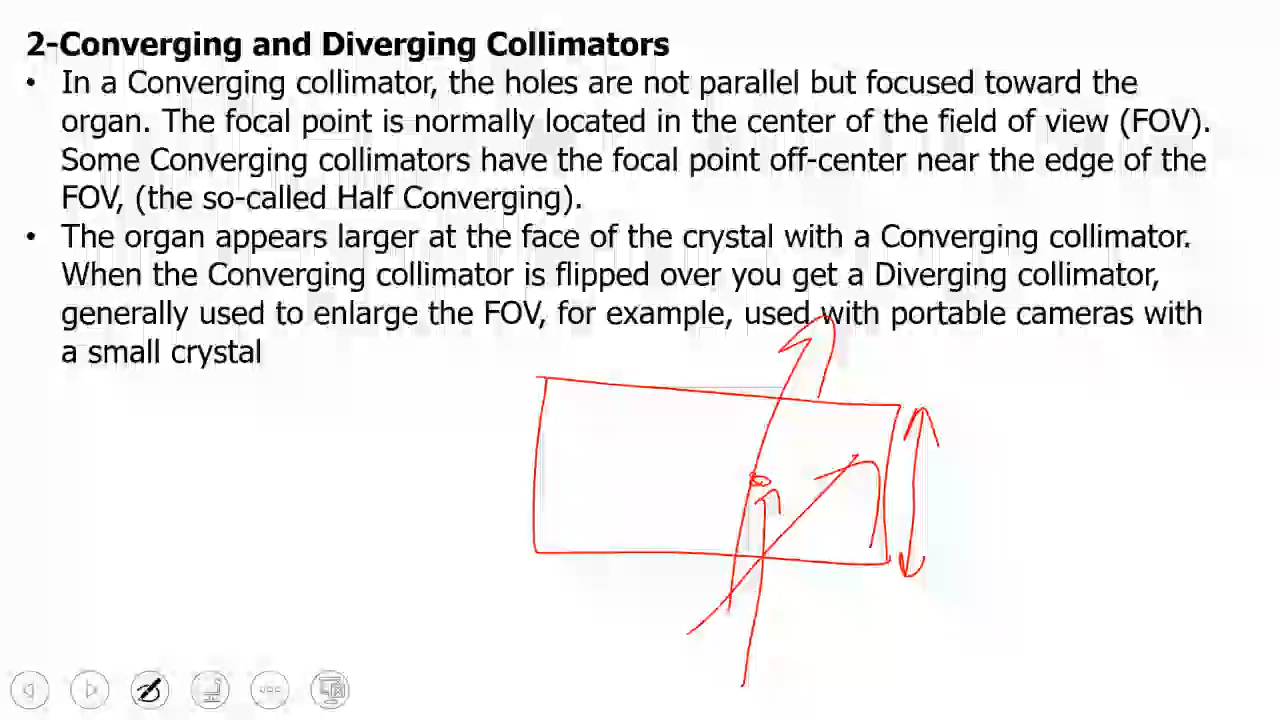 2-Converging and Diverging Collimators
• In a Converging collimator, the holes are not parallel but focused toward the
organ. The focal point is normally located in the center of the field of view (FOV).
Some Converging collimators have the focal point off-center near the edge of the
FOV, (the so-called Half Converging).
• The organ appears larger at the face of the crystal with a Converging collimator.
When the Converging collimator is flipped over you get a Diverging collimator,
generally used to enlarge the FOV, for example, used with portable cameras with
a small crystal